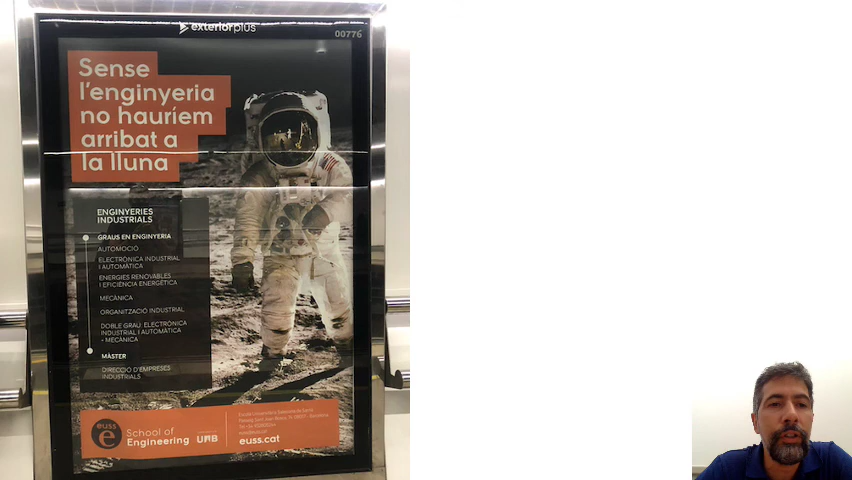 exteriorplus
00776
Sense
l'enginyeria
no hauríem
arribat a
la lluna
ENGINYERIES
INDUSTRIALS
GRAUS EN ENGINYERIA
AUTOMOCIÓ
ELECTRÒNICA INDUSTRIAL
I AUTOMÀTICA
ENERGIES RENOVABLES
I EFICIÈNCIA ENERGÈTICA
MECÀNICA
ORGANITZACIÓ INDUSTRIAL
DOBLE GRAU: ELECTRÒNICA
INDUSTRIAL I AUTOMÀTICA
- MECÀNICA
MÀSTER
DIRECCIÓ D'EMPRESES
INDUSTRIALS
euss
e
School of
Engineering
UAB
euss.cat